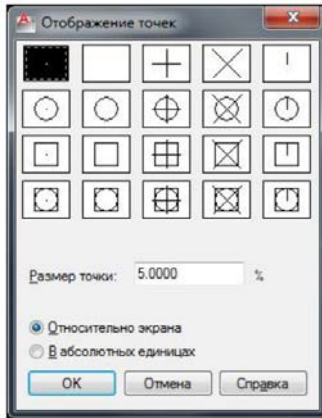 Отображение точек
Размер точки: 5.0000 %
Относительно экрана
В абсолютных единицах
OK Отмена Справка